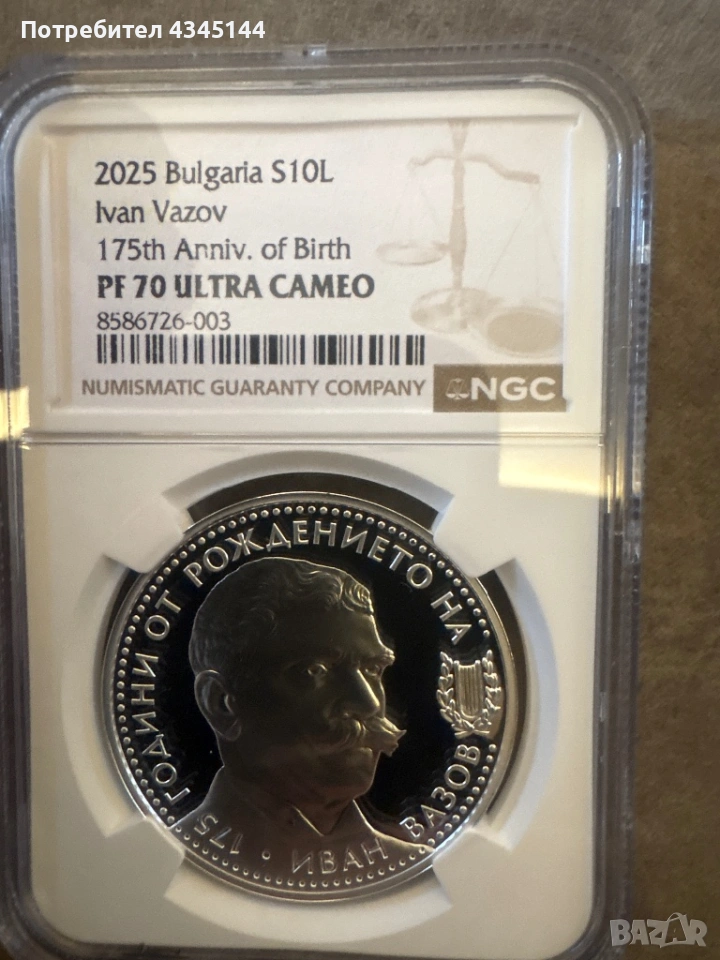 Потребител 4345144
2025 Bulgaria S10L
Ivan Vazov
175th Anniv. of Birth
PF 70 ULTRA CAMEO
8586726-003
NUMISMATIC GUARANTY COMPANY NGC
175 ГОДИНИ ОТ РОЖДЕНИЕТО НА
ИВАН ВАЗОВ
BAZAR